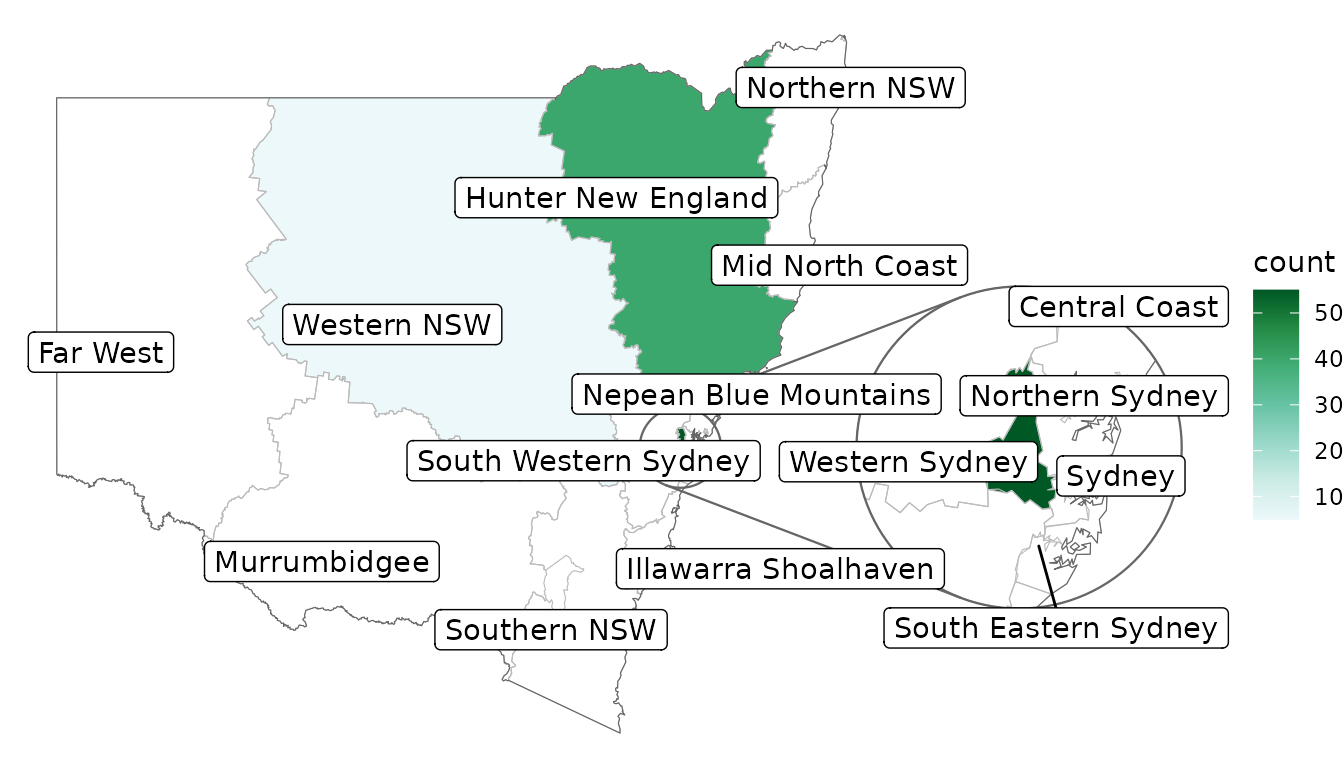 Northern NSW
Hunter New England
Mid North Coast
Central Coast
Western NSW
Far West
Nepean Blue Mountains
Northern Sydney
South Western Sydney
Western Sydney
Sydney
Murrumbidgee
Illawarra Shoalhaven
Southern NSW
South Eastern Sydney
count
50
40
30
20
10